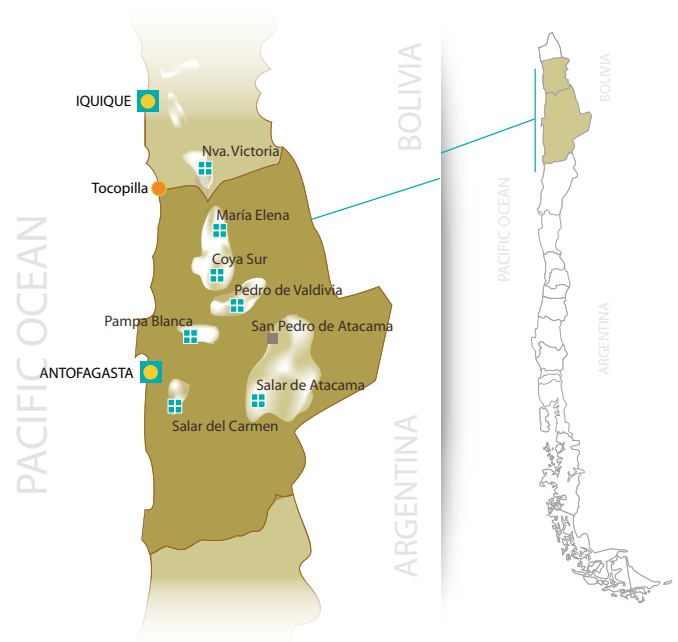 IQUIQUE
BOLIVIA
Nva. Victoria
Tocopilla
María Elena
PACIFIC OCEAN
Coya Sur
Pedro de Valdivia
Pampa Blanca
San Pedro de Atacama
ANTOFAGASTA
Salar de Atacama
Salar del Carmen
ARGENTINA
BOLIVIA
PACIFIC OCEAN
ARGENTINA